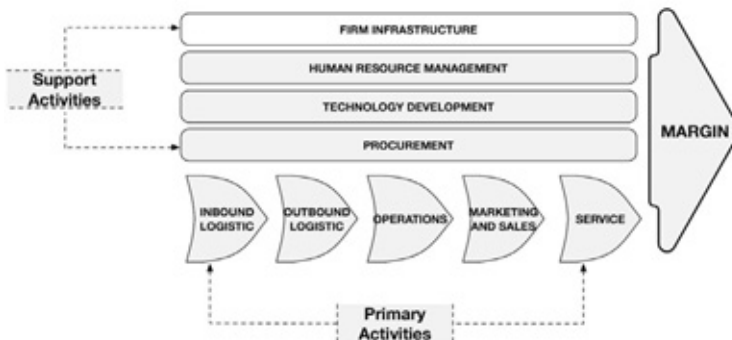 FIRM INFRASTRUCTURE
HUMAN RESOURCE MANAGEMENT
Support
Activities
TECHNOLOGY DEVELOPMENT
PROCUREMENT
MARGIN
INBOUND
LOGISTIC
OUTBOUND
LOGISTIC
OPERATIONS
MARKETING
AND SALES
SERVICE
Primary
Activities